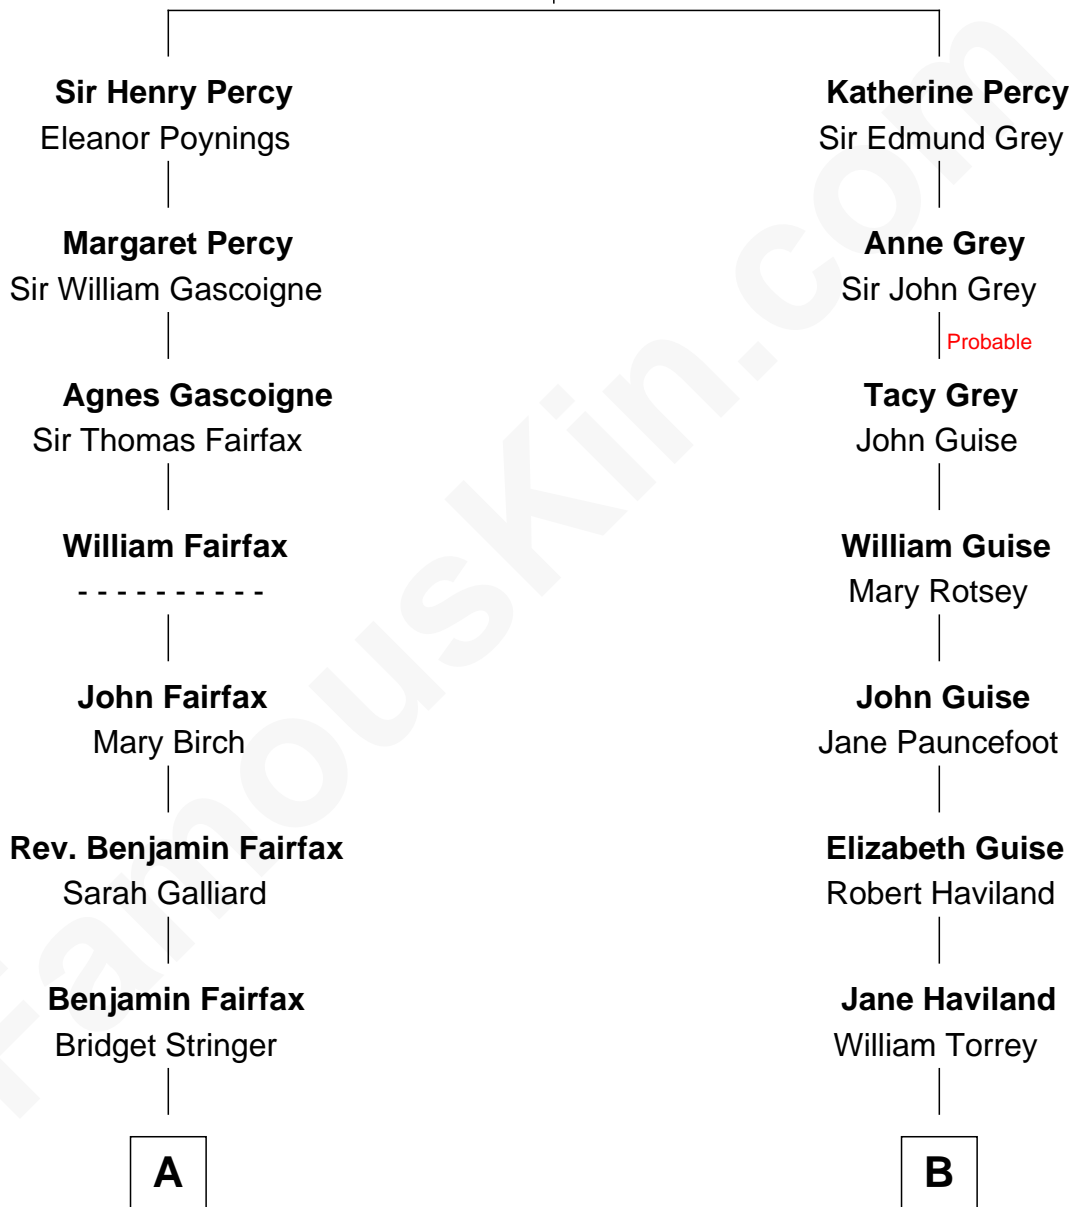 Sir Henry Percy
Eleanor Poynings
Katherine Percy
Sir Edmund Grey
Margaret Percy
Sir William Gascoigne
Anne Grey
Sir John Grey
Probable
Agnes Gascoigne
Sir Thomas Fairfax
Tacy Grey
John Guise
William Fairfax
- - - - - - - - - -
William Guise
Mary Rotsey
John Fairfax
Mary Birch
John Guise
Jane Pauncefoot
Rev. Benjamin Fairfax
Sarah Galliard
Elizabeth Guise
Robert Haviland
Benjamin Fairfax
Bridget Stringer
Jane Haviland
William Torrey
A
B
FamousKin.com